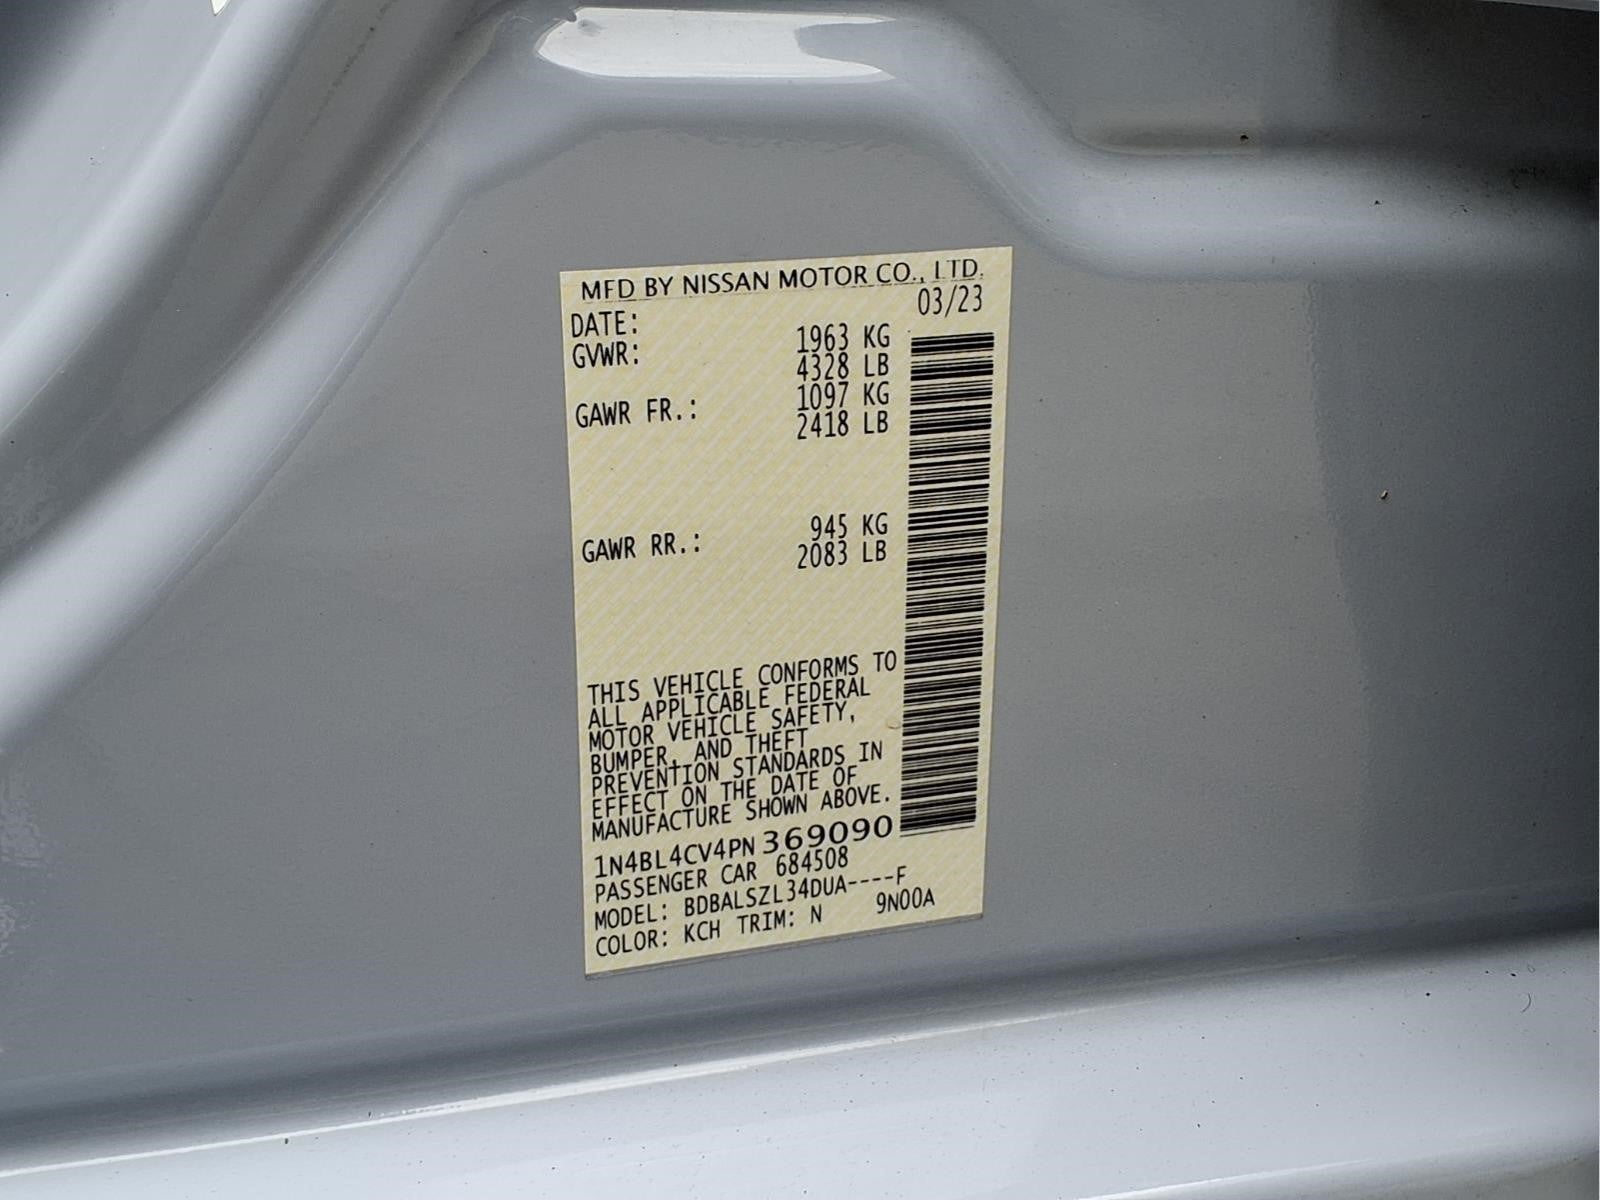 MFD BY NISSAN MOTOR CO., LTD.
DATE: 03/23
GVWR: 1963 KG
4328 LB
GAWR FR.: 1097 KG
2418 LB
GAWR RR.: 945 KG
2083 LB
THIS VEHICLE CONFORMS TO
ALL APPLICABLE FEDERAL
MOTOR VEHICLE SAFETY,
BUMPER, AND THEFT
PREVENTION STANDARDS IN
EFFECT ON THE DATE OF
MANUFACTURE SHOWN ABOVE.
1N4BL4CV4PN369090
PASSENGER CAR 684508
MODEL: BDBALSZL34DUA----F
COLOR: KCH TRIM: N 9N00A